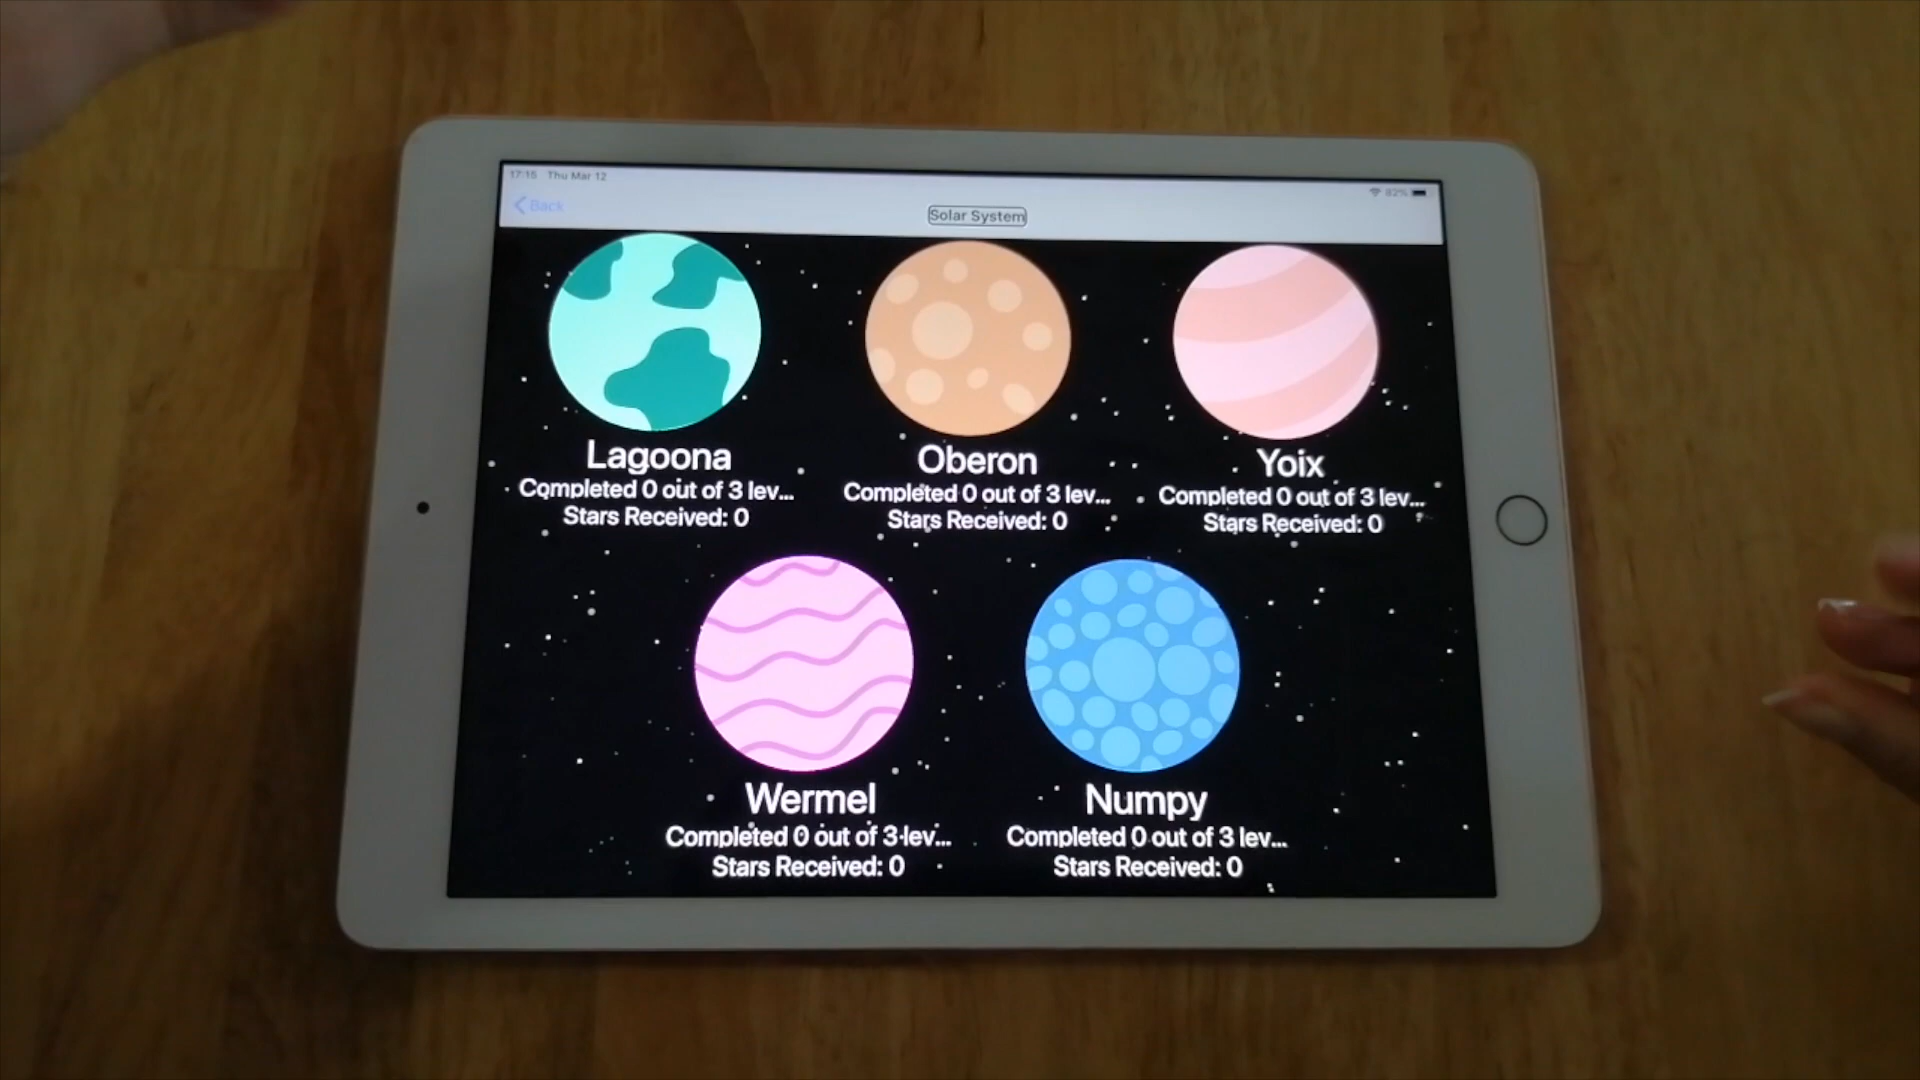 17:15 Thu Mar 12
82%
Back
Solar System
Lagoona
Completed 0 out of 3 lev...
Stars Received: 0
Oberon
Completed 0 out of 3 lev...
Stars Received: 0
Yoix
Completed 0 out of 3 lev...
Stars Received: 0
Wermel
Completed 0 out of 3 lev...
Stars Received: 0
Numpy
Completed 0 out of 3 lev...
Stars Received: 0